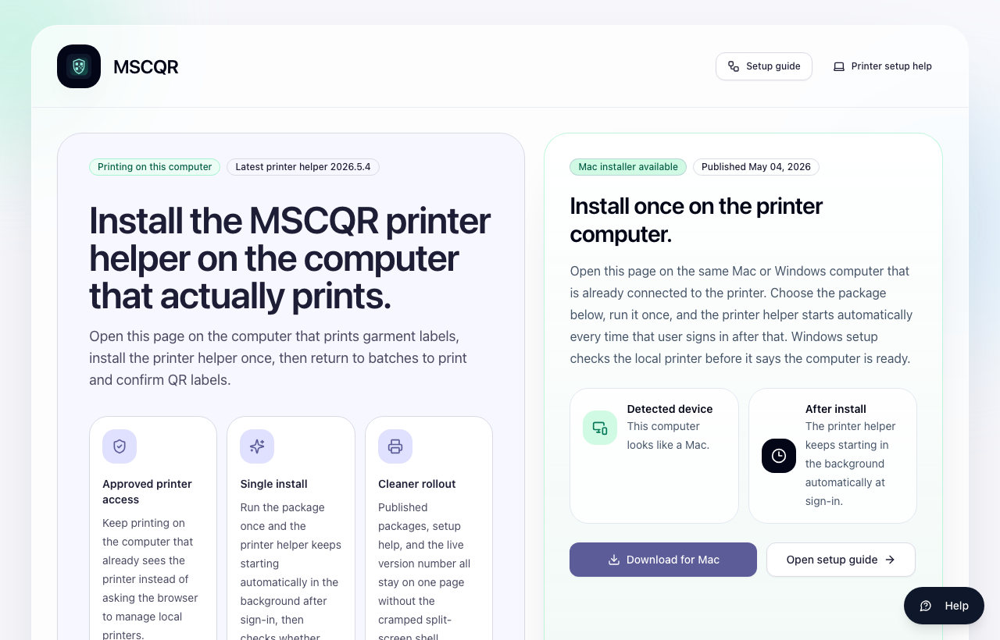 MSCQR
Setup guide
Printer setup help
Printing on this computer
Latest printer helper 2026.5.4
Install the MSCQR printer
helper on the computer
that actually prints.
Open this page on the computer that prints garment labels,
install the printer helper once, then return to batches to print
and confirm QR labels.
Approved printer
access
Keep printing on
the computer that
already sees the
printer instead of
asking the browser
to manage local
printers.
Single install
Run the package
once and the
printer helper keeps
starting
automatically in the
background after
sign-in, then
checks whether
Cleaner rollout
Published
packages, setup
help, and the live
version number all
stay on one page
without the
cramped split-
screen shell.
Mac installer available
Published May 04, 2026
Install once on the printer
computer.
Open this page on the same Mac or Windows computer that
is already connected to the printer. Choose the package
below, run it once, and the printer helper starts automatically
every time that user signs in after that. Windows setup
checks the local printer before it says the computer is ready.
Detected device
This computer
looks like a Mac.
After install
The printer helper
keeps starting in
the background
automatically at
sign-in.
Download for Mac
Open setup guide
Help